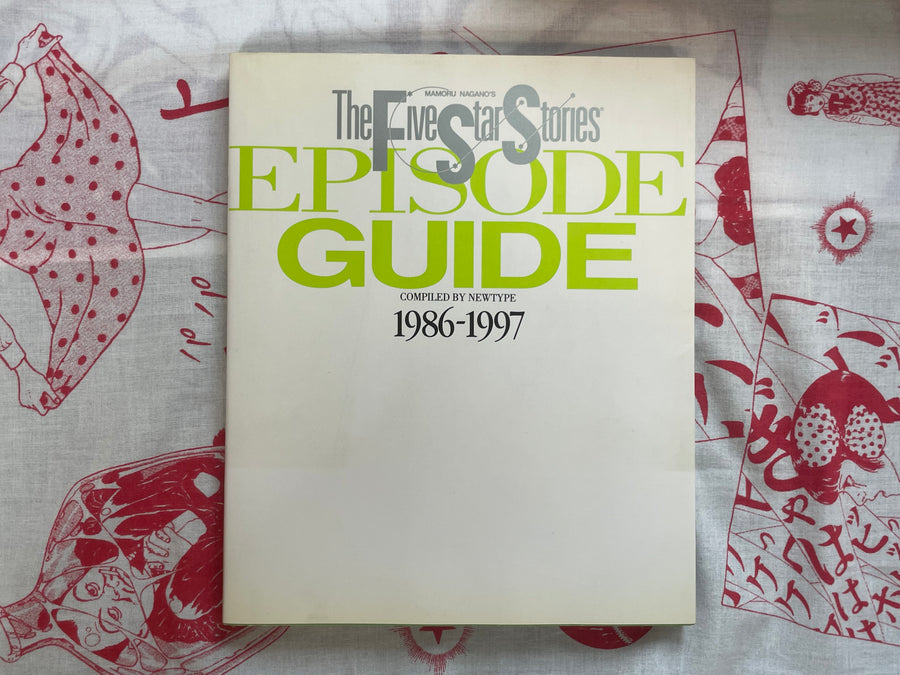 MAMORU NAGANO'S
The Five Star Stories
EPISODE
GUIDE
COMPILED BY NEWTYPE
1986-1997